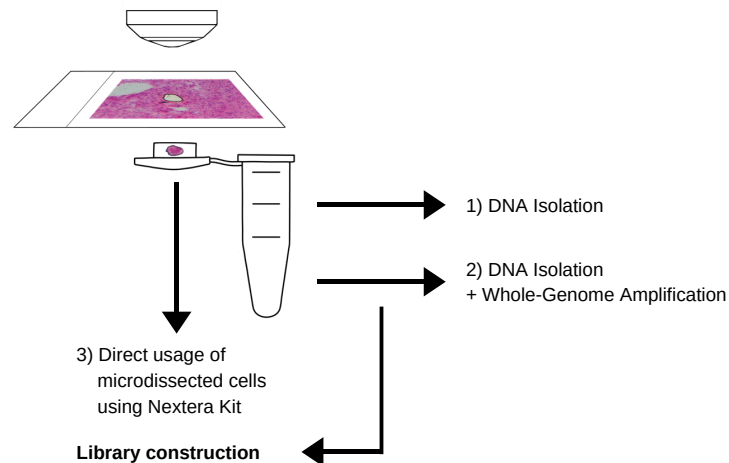 1) DNA Isolation
2) DNA Isolation
+ Whole-Genome Amplification
3) Direct usage of
microdissected cells
using Nextera Kit
Library construction